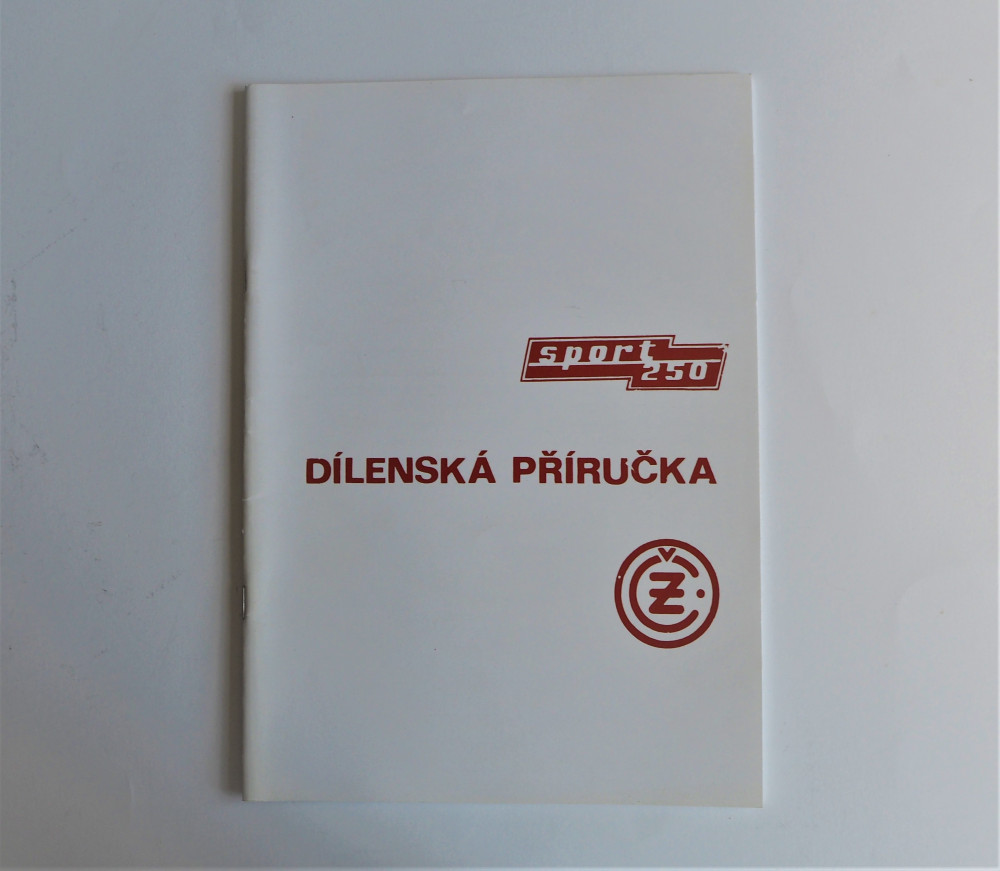 sport
250
DÍLENSKÁ PŘÍRUČKA
ČZ